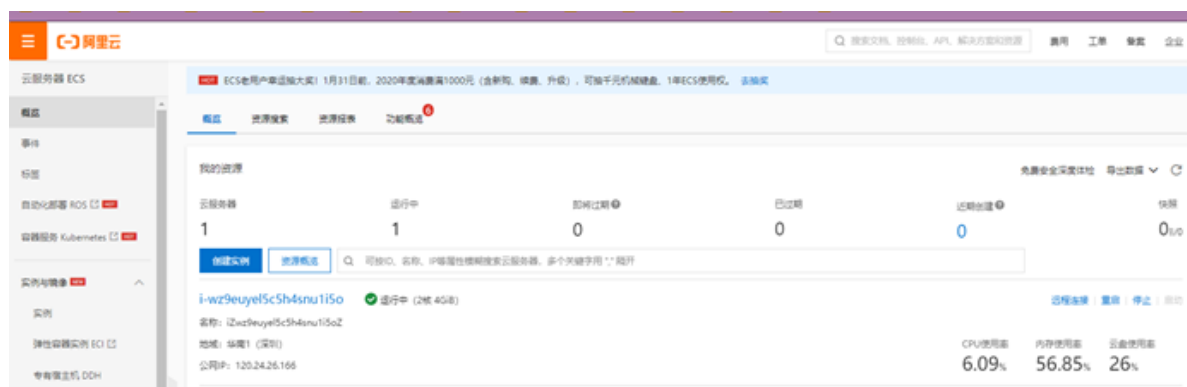 阿里云
搜索文档、控制台、API、解决方案和资源 费用 工单 备案 企业
云服务器 ECS
HOT ECS老用户幸运抽大奖！1月31日前，2020年度消费满1000元（含新购、续费、升级），可抽千元机械键盘、1年ECS使用权。 去抽奖
概览
概览 资源搜索 资源报表 功能概览 6
事件
标签
我的资源 免费安全深度体检 导出数据
自动化部署 ROS HOT
云服务器 运行中 即将过期 已过期 近期创建 快照
1 1 0 0 0 0
容器服务 Kubernetes HOT
创建实例 资源概览 可按ID、名称、IP等属性模糊搜索云服务器，多个关键字用","隔开
实例与镜像 NEW
i-wz9euyel5c5h4snu1i5o 运行中 (2核 4GiB) 远程连接 重启 停止 启动
实例
名称：iZwz9euyel5c5h4snu1i5oZ
弹性容器实例 ECI
地域：华南1（深圳） CPU使用率 内存使用率 云盘使用率
公网IP：120.24.26.166 6.09% 56.85% 26%
专有宿主机 DDH